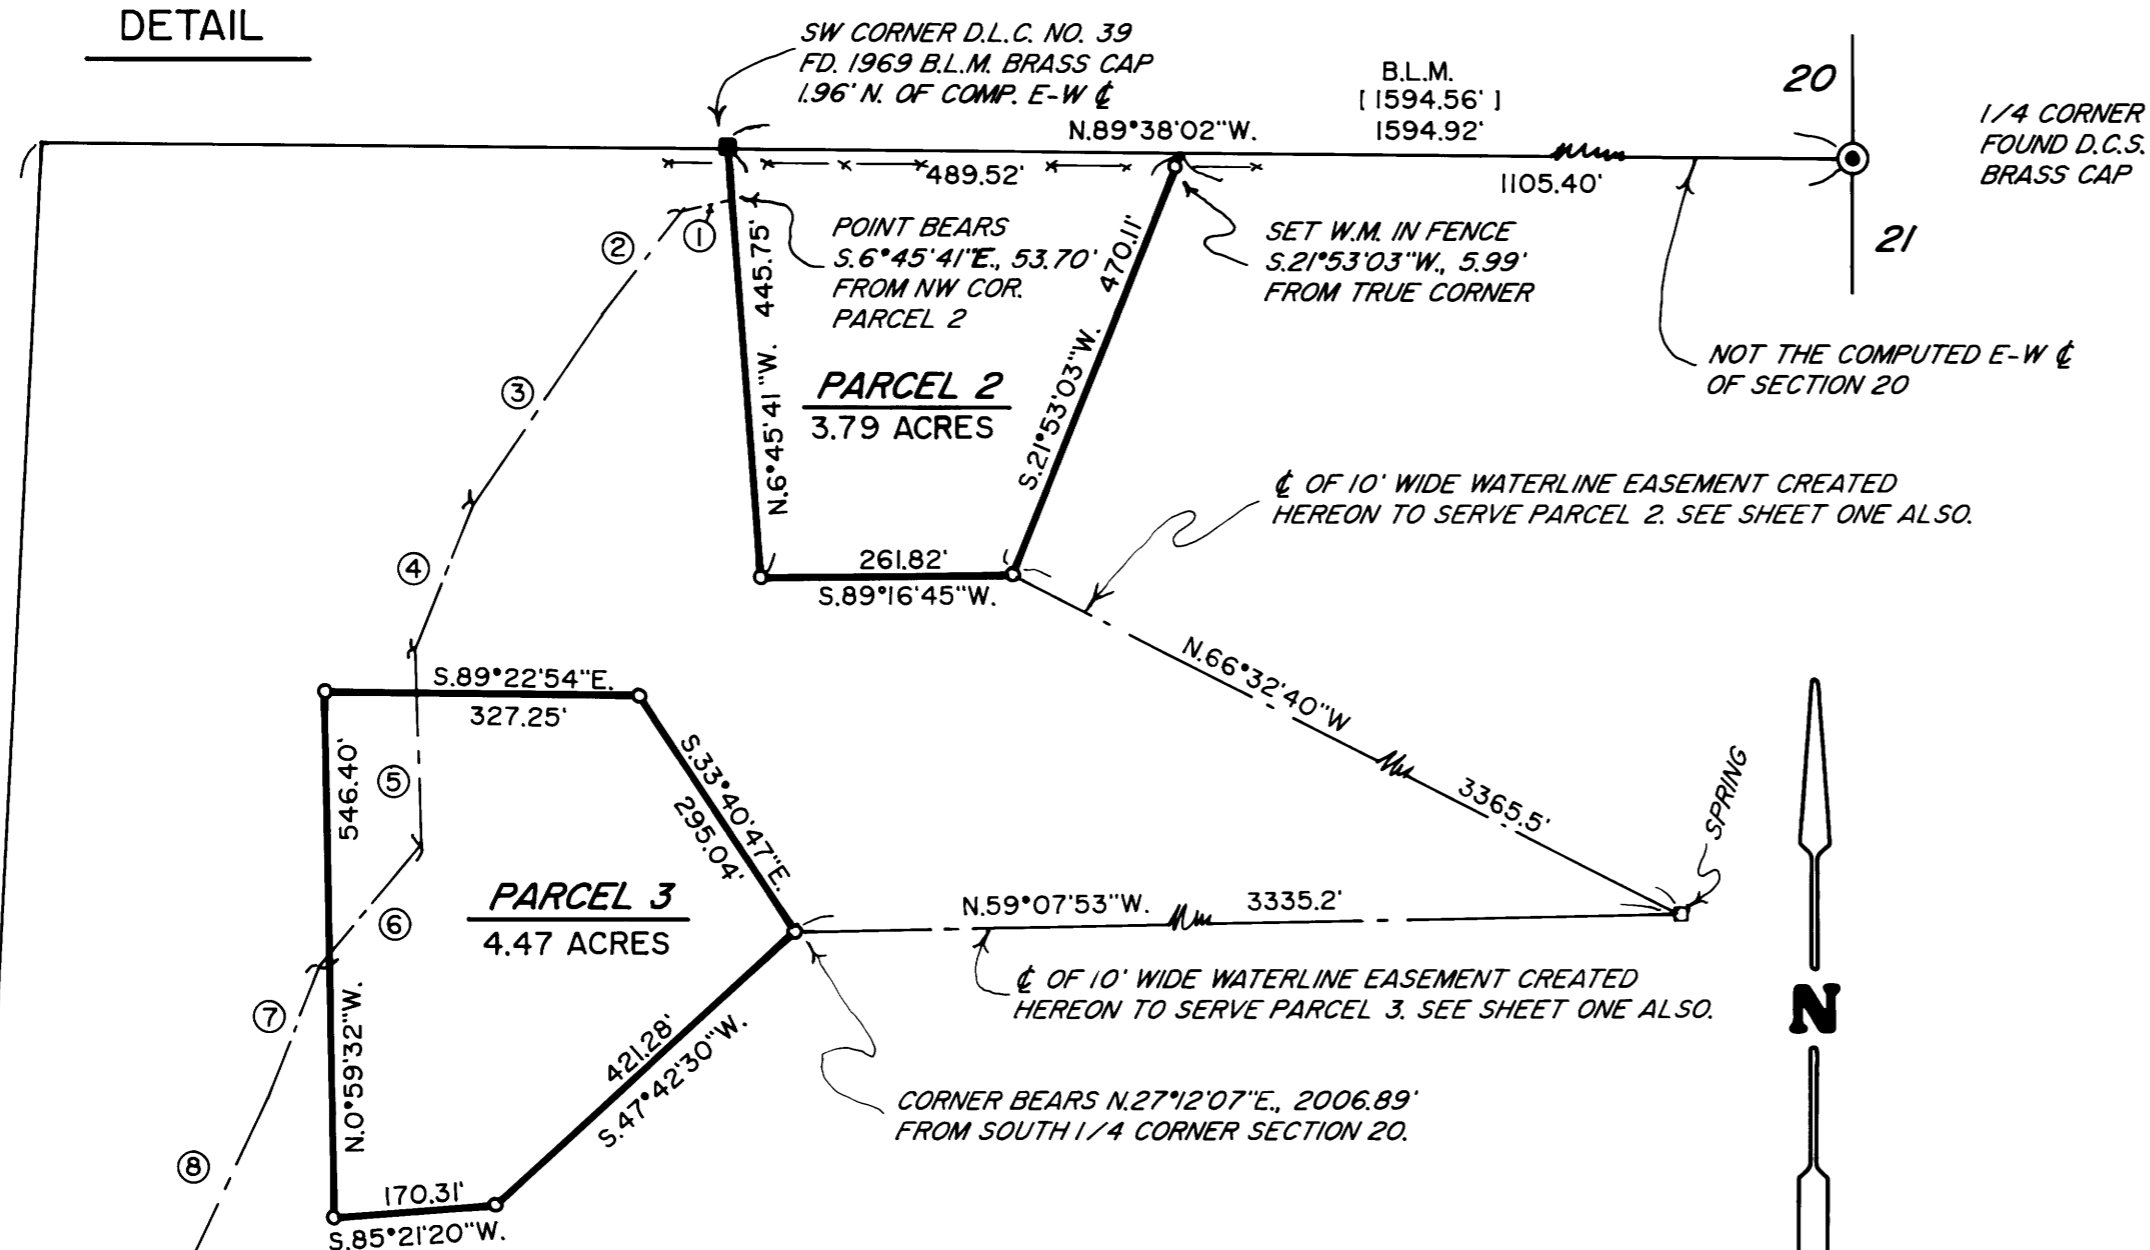 DETAIL
SW CORNER D.L.C. NO. 39
FD. 1969 B.L.M. BRASS CAP
1.96' N. OF COMP. E-W ℄
B.L.M.
[ 1594.56' ]
1594.92'
N.89°38'02"W.
20
1/4 CORNER
FOUND D.C.S.
BRASS CAP
21
489.52'
1105.40'
①
②
③
④
⑤
⑥
⑦
⑧
POINT BEARS
S.6°45'41"E., 53.70'
FROM NW COR.
PARCEL 2
SET W.M. IN FENCE
S.21°53'03"W., 5.99'
FROM TRUE CORNER
NOT THE COMPUTED E-W ℄
OF SECTION 20
N.6°45'41"W. 445.75'
470.11'
S.21°53'03"W.
PARCEL 2
3.79 ACRES
261.82'
S.89°16'45"W.
℄ OF 10' WIDE WATERLINE EASEMENT CREATED
HEREON TO SERVE PARCEL 2. SEE SHEET ONE ALSO.
N.66°32'40"W
3365.5'
SPRING
S.89°22'54"E.
327.25'
546.40'
N.0°59'32"W.
S.33°40'47"E.
295.04'
PARCEL 3
4.47 ACRES
N.59°07'53"W. 3335.2'
℄ OF 10' WIDE WATERLINE EASEMENT CREATED
HEREON TO SERVE PARCEL 3. SEE SHEET ONE ALSO.
421.28'
S.47°42'30"W.
CORNER BEARS N.27°12'07"E., 2006.89'
FROM SOUTH 1/4 CORNER SECTION 20.
170.31'
S.85°21'20"W.
N